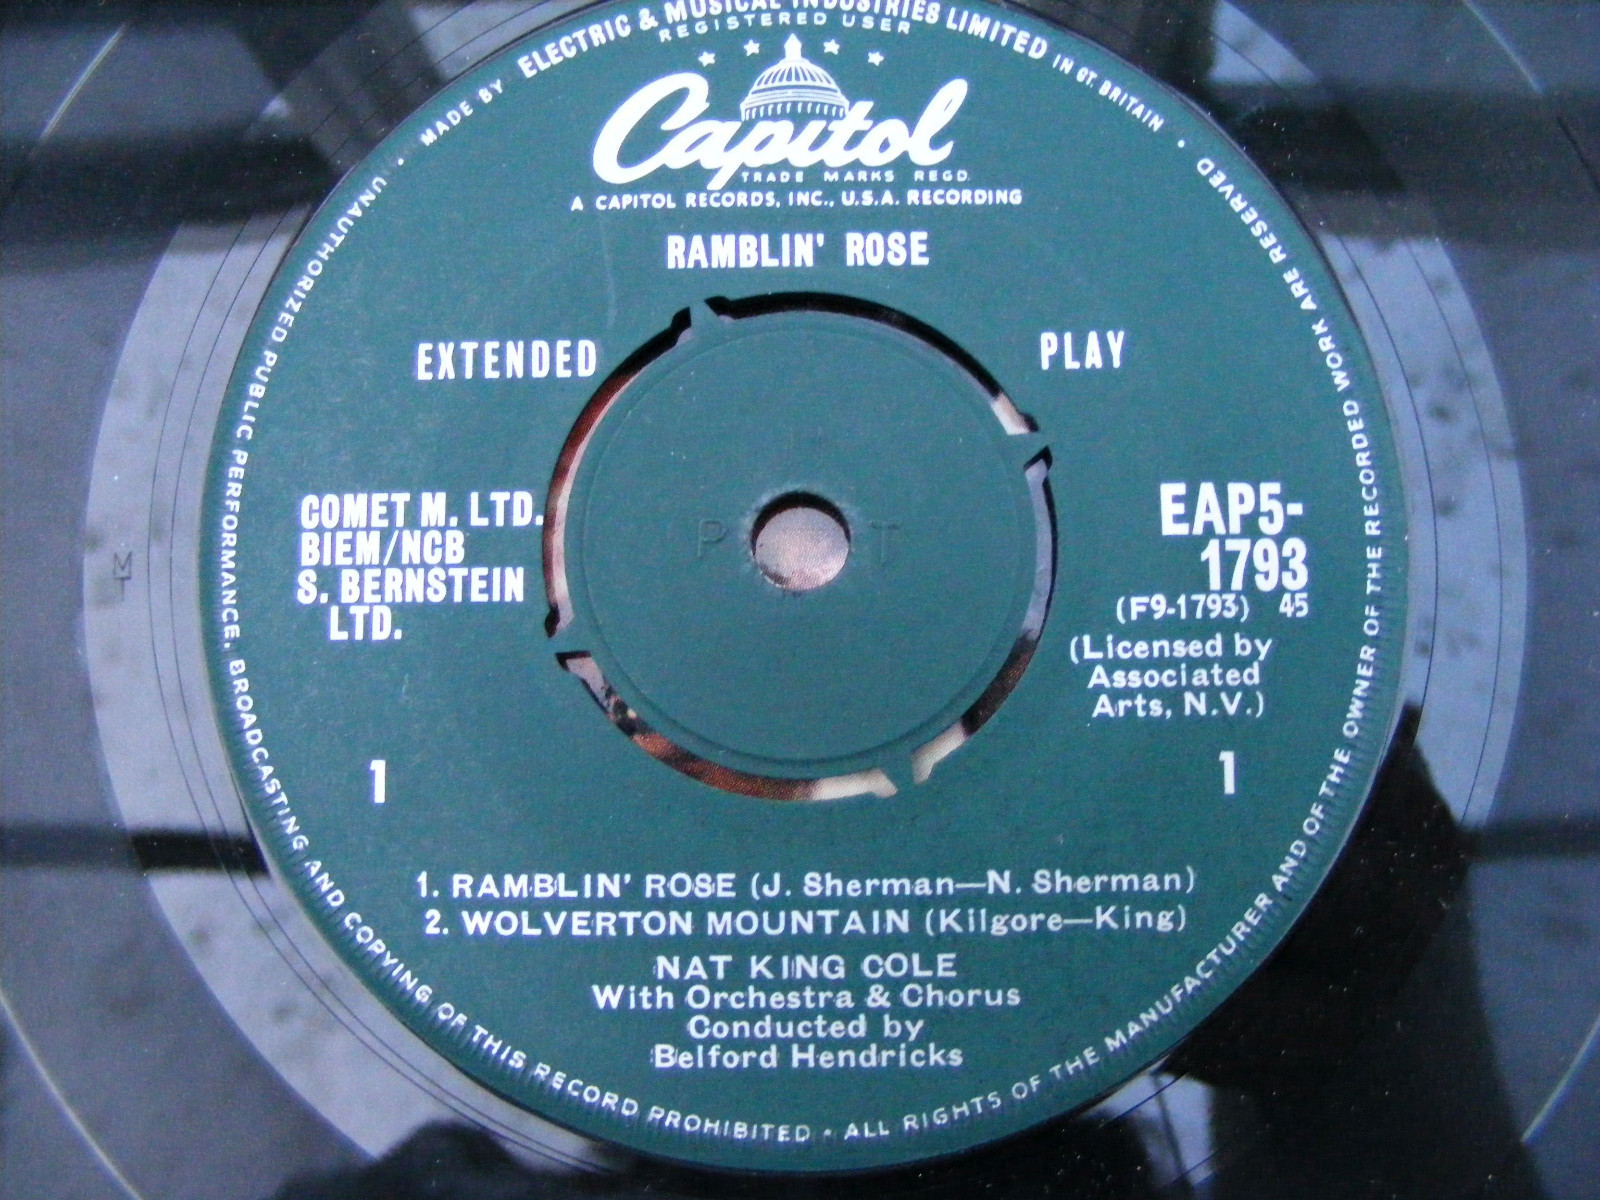 MADE BY ELECTRIC & MUSICAL INDUSTRIES LIMITED IN GT. BRITAIN
REGISTERED USER
Capitol
TRADE MARKS REGD.
A CAPITOL RECORDS, INC., U.S.A. RECORDING
RAMBLIN' ROSE
EXTENDED PLAY
COMET M. LTD.
BIEM/NCB
S. BERNSTEIN
LTD.
EAP5-
1793
(F9-1793) 45
(Licensed by
Associated
Arts, N.V.)
1 1
1. RAMBLIN' ROSE (J. Sherman—N. Sherman)
2. WOLVERTON MOUNTAIN (Kilgore—King)
NAT KING COLE
With Orchestra & Chorus
Conducted by
Belford Hendricks
UNAUTHORIZED PUBLIC PERFORMANCE, BROADCASTING AND COPYING OF THIS RECORD PROHIBITED · ALL RIGHTS OF THE MANUFACTURER AND OF THE OWNER OF THE RECORDED WORK ARE RESERVED